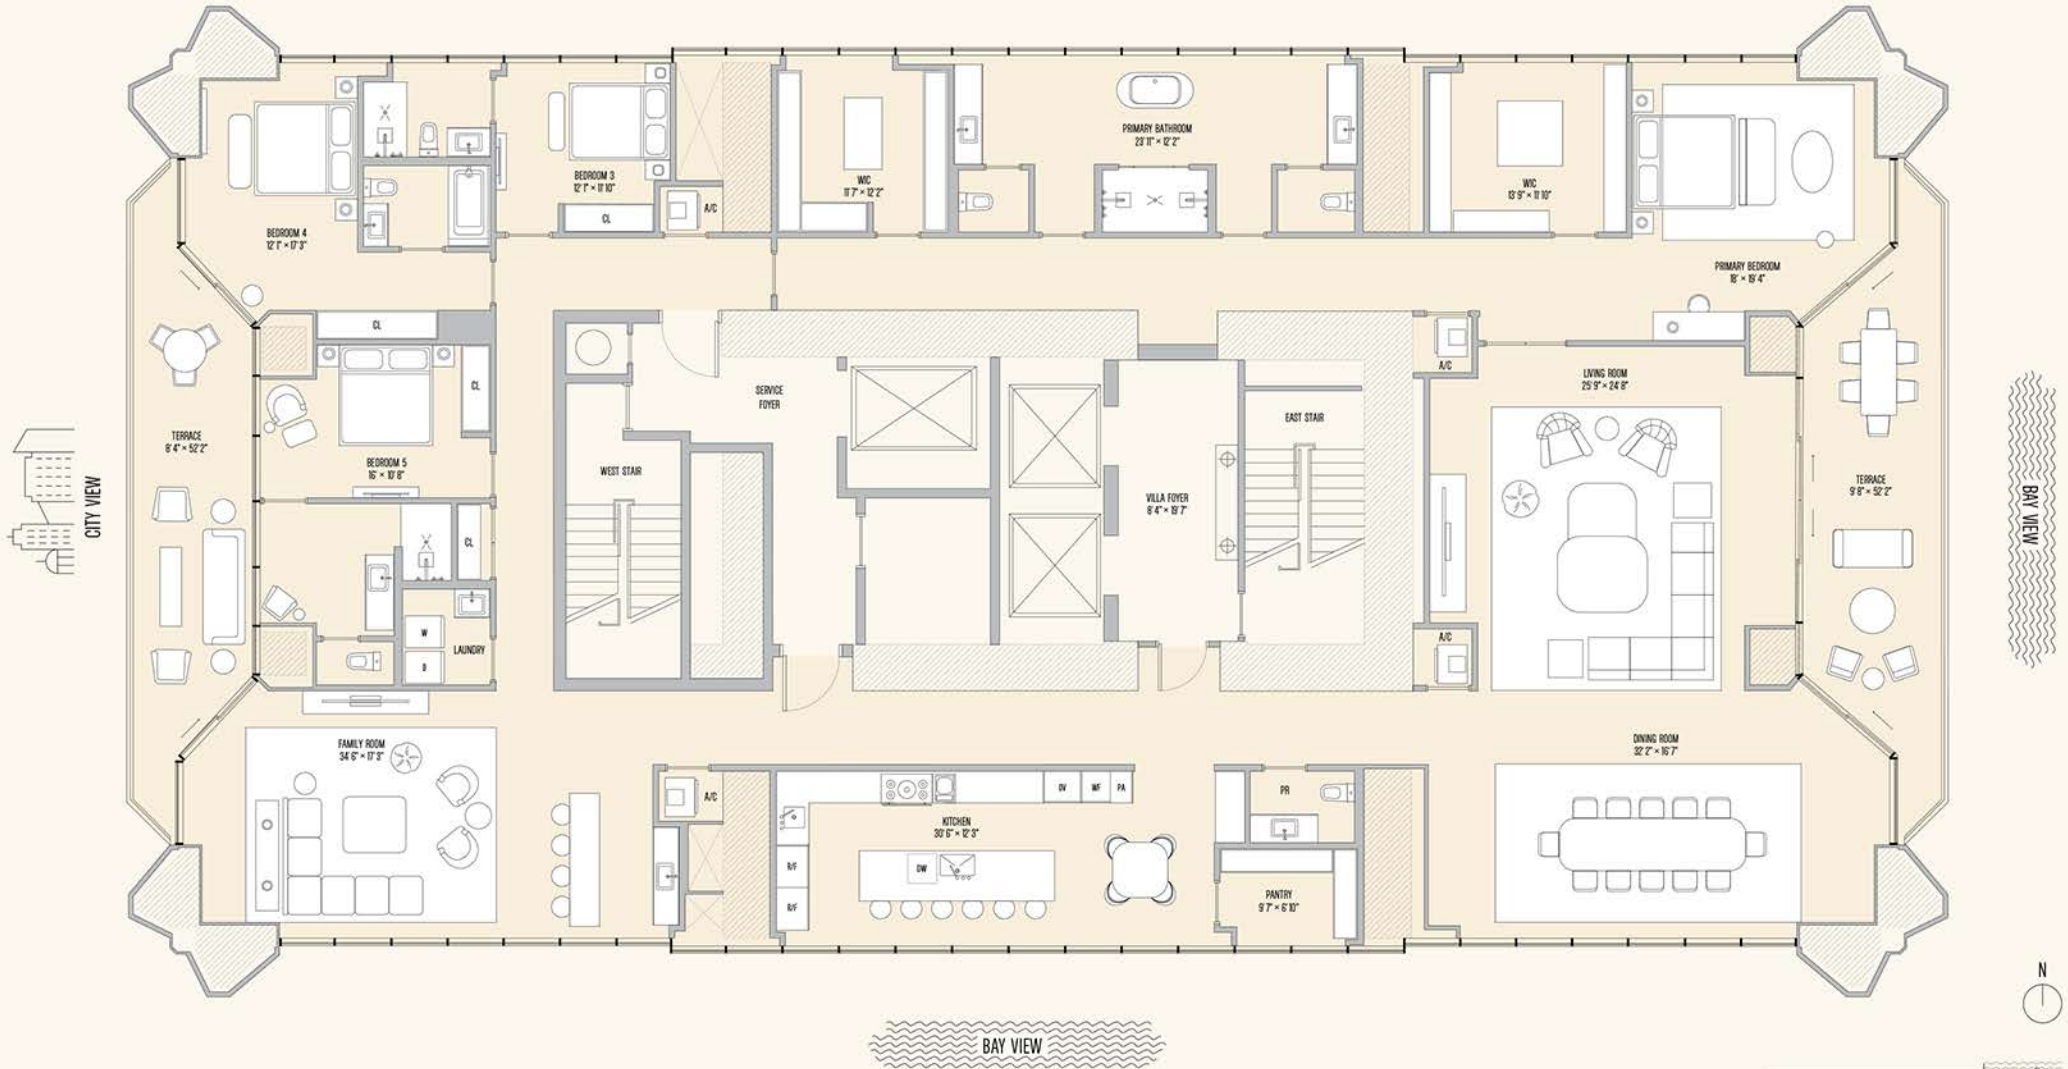 BEDROOM 4
12' 1" × 17' 3"
BEDROOM 3
12' 1" × 11' 10"
CL
A/C
WIC
11' 7" × 12' 2"
PRIMARY BATHROOM
23' 11" × 12' 2"
WIC
13' 9" × 11' 10"
PRIMARY BEDROOM
18' × 19' 4"
CL
BEDROOM 5
16' × 10' 8"
CL
TERRACE
8' 4" × 52' 2"
CITY VIEW
SERVICE
FOYER
WEST STAIR
VILLA FOYER
8' 4" × 19' 7"
EAST STAIR
A/C
LIVING ROOM
25' 9" × 24' 8"
TERRACE
9' 8" × 52' 2"
BAY VIEW
CL
W
D
LAUNDRY
A/C
FAMILY ROOM
34' 6" × 17' 3"
A/C
KITCHEN
30' 6" × 12' 3"
OV
WF
PA
R/F
R/F
DW
PR
PANTRY
9' 7" × 6' 10"
DINING ROOM
32' 2" × 16' 7"
N
BAY VIEW